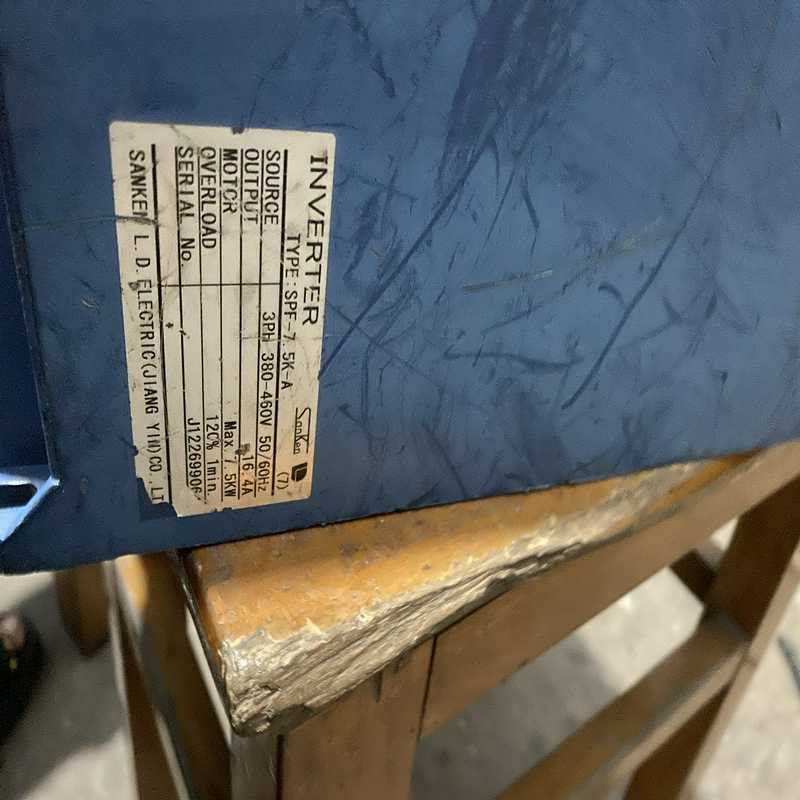 INVERTER
TYPE: SPF-7.5K-A (7)
SanKen
SOURCE 3PH 380-460V 50/60Hz
OUTPUT 16.4A
MOTOR Max. 7.5KW
OVERLOAD 120% 1min.
SERIAL No. J1226990
SANKEN L.D. ELECTRIC(JIANG YIN)CO.,LT